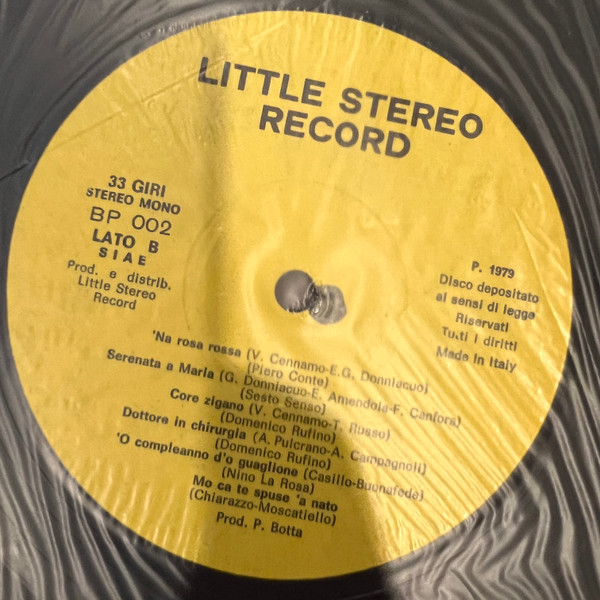 LITTLE STEREO
RECORD
33 GIRI
STEREO MONO
BP 002
LATO B
SIAE
Prod. e distrib.
Little Stereo
Record
P. 1979
Disco depositato
ai sensi di legge
Riservati
Tutti i diritti
Made in Italy
'Na rosa rossa (V. Cennamo-E.G. Donniacuo)
(Piero Conte)
Serenata a Maria (G. Donniacuo-E. Amendola-F. Canfora)
(Sesto Senso)
Core zigano (V. Cennamo-T. Russo)
(Domenico Rufino)
Dottore in chirurgia (A. Pulcrano-A. Campagnoli)
(Domenico Rufino)
'O compleanno d'o guaglione (Casillo-Buonafede)
(Nino La Rosa)
Mo ca te spuse 'a nato
(Chiarazzo-Moscatiello)
Prod. P. Botta